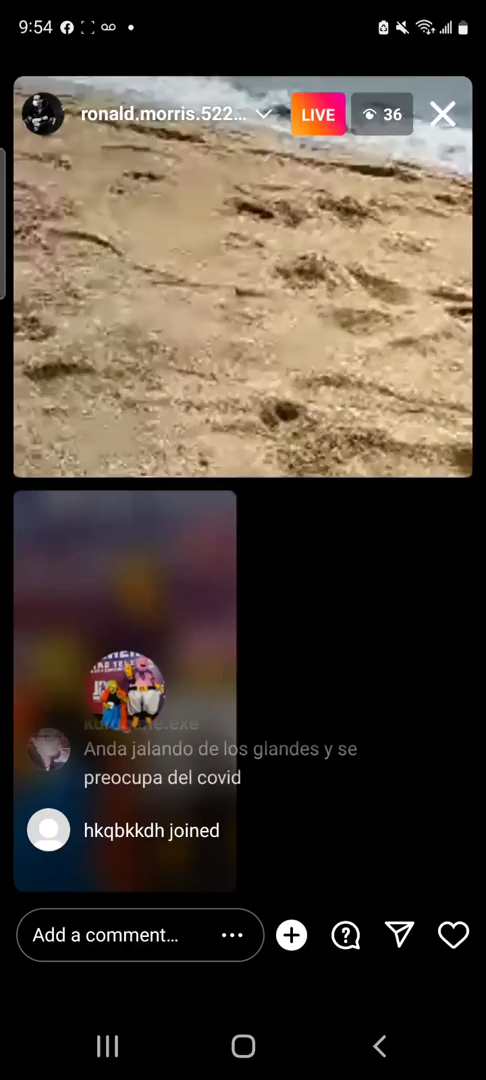 9:54
ronald.morris.522... LIVE 36
Anda jalando de los glandes y se
preocupa del covid
hkqbkkdh joined
Add a comment...